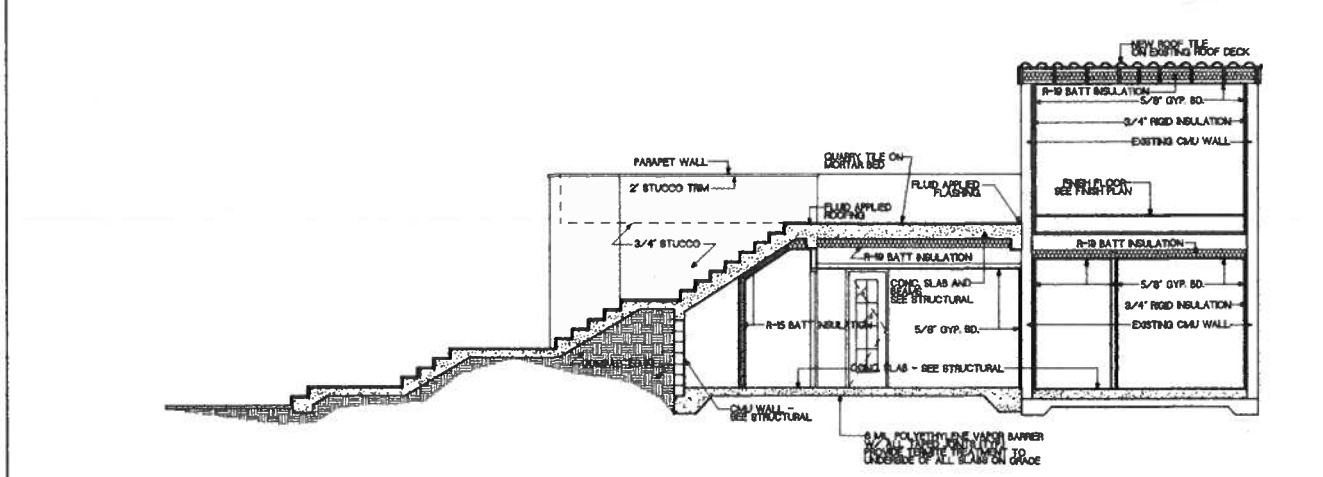 NEW ROOF TILE
ON EXISTING ROOF DECK
R-19 BATT INSULATION
5/8" GYP. BD.
3/4" RIGID INSULATION
EXISTING CMU WALL
PARAPET WALL
QUARRY TILE ON
MORTAR BED
2" STUCCO TRIM
FLUID APPLIED
FLASHING
FINISH FLOOR
SEE FINISH PLAN
FLUID APPLIED
ROOFING
3/4" STUCCO
R-19 BATT INSULATION
R-19 BATT INSULATION
CONC. SLAB AND
BEAMS
SEE STRUCTURAL
5/8" GYP. BD.
3/4" RIGID INSULATION
R-15 BATT INSULATION
5/8" GYP. BD.
EXISTING CMU WALL
CONC. SLAB - SEE STRUCTURAL
CMU WALL -
SEE STRUCTURAL
6 MIL POLYETHYLENE VAPOR BARRIER
W/ ALL TAPED JOINTS (TYP.)
PROVIDE TERMITE TREATMENT TO
UNDERSIDE OF ALL SLABS ON GRADE